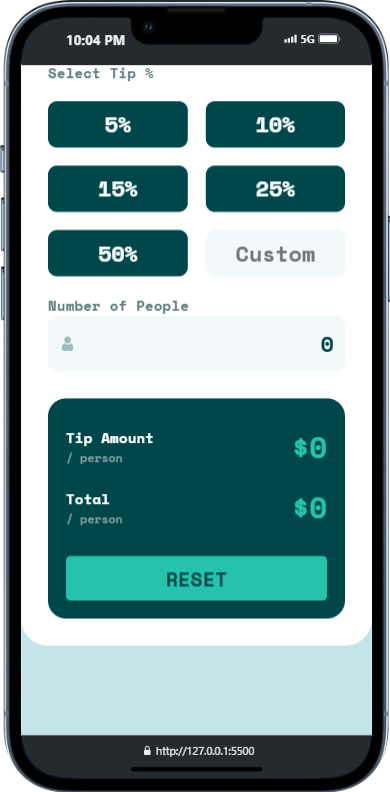 10:04 PM 5G
Select Tip %
5% 10%
15% 25%
50% Custom
Number of People
0
Tip Amount
/ person
$0
Total
/ person
$0
RESET
http://127.0.0.1:5500